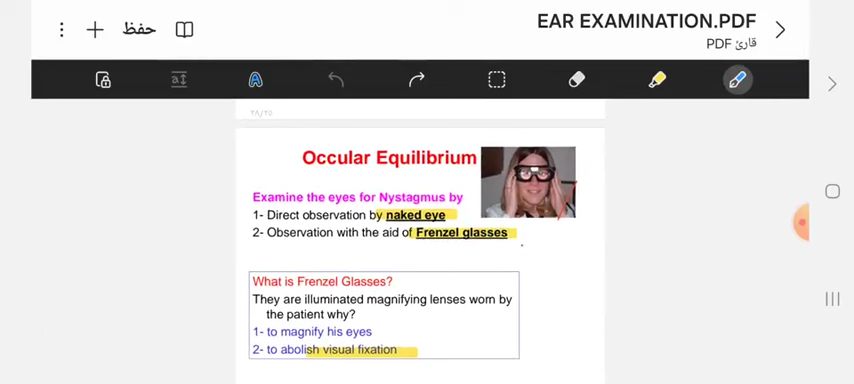 EAR EXAMINATION.PDF
قارئ PDF
حفظ
٢٨/٢٥
Occular Equilibrium
Examine the eyes for Nystagmus by
1- Direct observation by naked eye
2- Observation with the aid of Frenzel glasses
What is Frenzel Glasses?
They are illuminated magnifying lenses worn by
the patient why?
1- to magnify his eyes
2- to abolish visual fixation